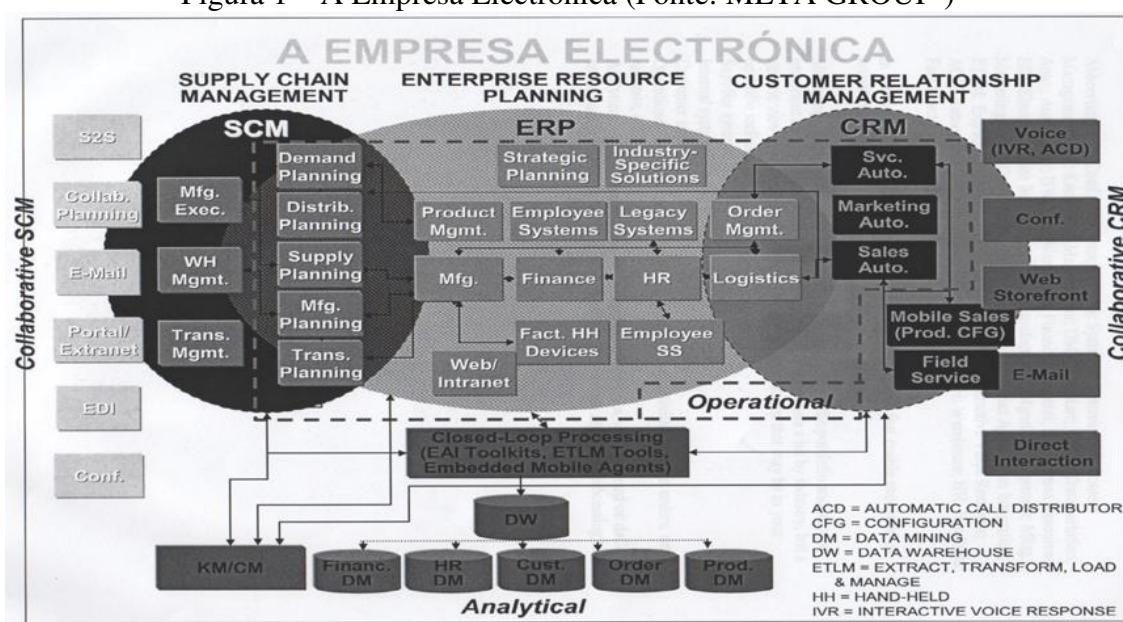 Figura 1 – A Empresa Electrónica (Fonte: META GROUP )
A EMPRESA ELECTRÓNICA
SUPPLY CHAIN
MANAGEMENT
ENTERPRISE RESOURCE
PLANNING
CUSTOMER RELATIONSHIP
MANAGEMENT
SCM
ERP
CRM
Collaborative SCM
S2S
Collab.
Planning
E-Mail
Portal/
Extranet
EDI
Conf.
Mfg.
Exec.
WH
Mgmt.
Trans.
Mgmt.
Demand
Planning
Distrib.
Planning
Supply
Planning
Mfg.
Planning
Trans.
Planning
Strategic
Planning
Industry-
Specific
Solutions
Product
Mgmt.
Employee
Systems
Legacy
Systems
Order
Mgmt.
Mfg.
Finance
HR
Logistics
Fact. HH
Devices
Employee
SS
Web/
Intranet
Svc.
Auto.
Marketing
Auto.
Sales
Auto.
Mobile Sales
(Prod. CFG)
Field
Service
Voice
(IVR, ACD)
Conf.
Web
Storefront
E-Mail
Direct
Interaction
Collaborative CRM
Operational
Closed-Loop Processing
(EAI Toolkits, ETLM Tools,
Embedded Mobile Agents)
DW
KM/CM
Financ.
DM
HR
DM
Cust.
DM
Order
DM
Prod.
DM
Analytical
ACD = AUTOMATIC CALL DISTRIBUTOR
CFG = CONFIGURATION
DM = DATA MINING
DW = DATA WAREHOUSE
ETLM = EXTRACT, TRANSFORM, LOAD
& MANAGE
HH = HAND-HELD
IVR = INTERACTIVE VOICE RESPONSE